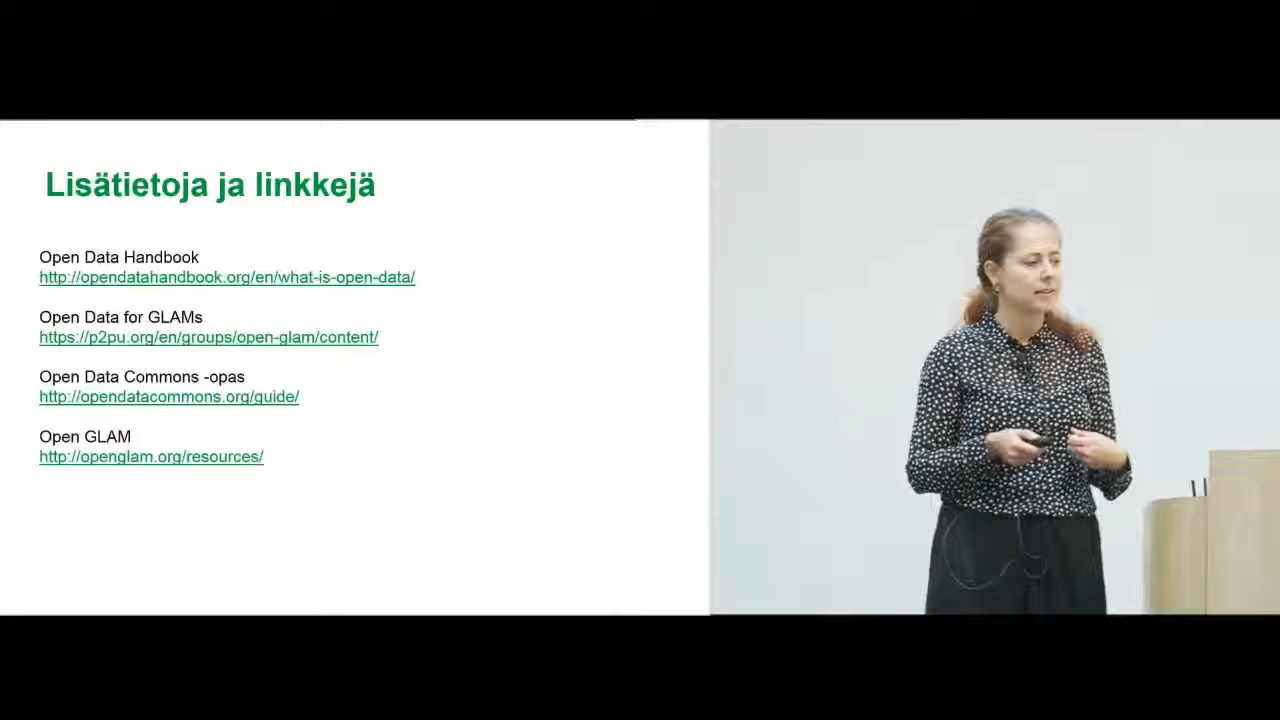 Lisätietoja ja linkkejä
Open Data Handbook
http://opendatahandbook.org/en/what-is-open-data/
Open Data for GLAMs
https://p2pu.org/en/groups/open-glam/content/
Open Data Commons -opas
http://opendatacommons.org/guide/
Open GLAM
http://openglam.org/resources/